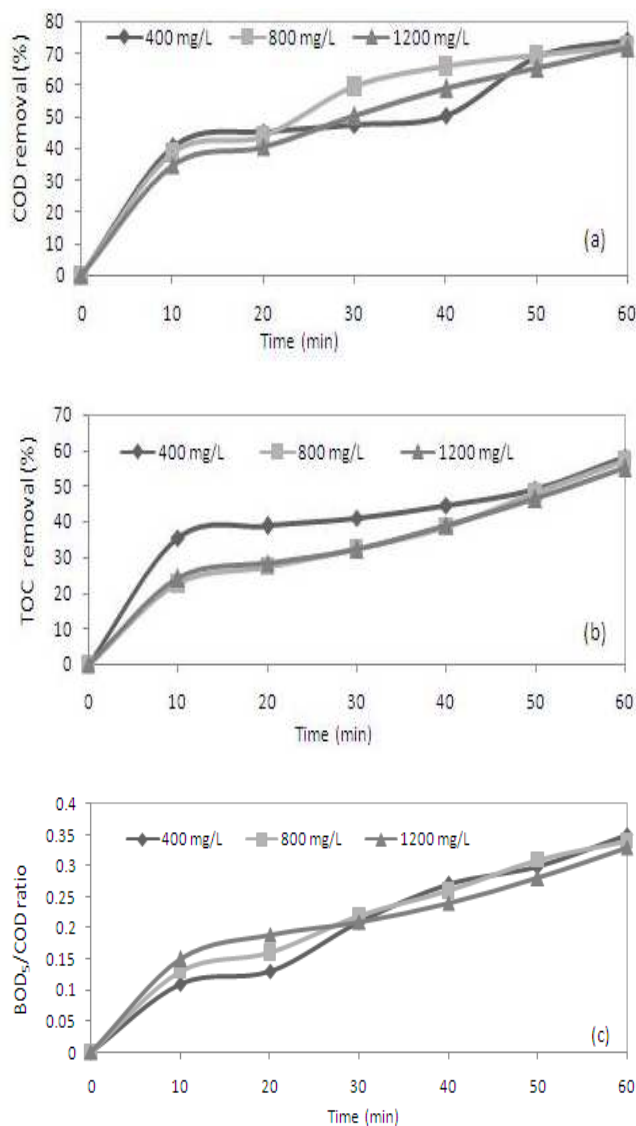 80
70
60
50
40
30
20
10
0
COD removal (%)
400 mg/L 800 mg/L 1200 mg/L
(a)
0 10 20 30 40 50 60
Time (min)
70
60
50
40
30
20
10
0
TOC removal (%)
400 mg/L 800 mg/L 1200 mg/L
(b)
0 10 20 30 40 50 60
Time (min)
0.4
0.35
0.3
0.25
0.2
0.15
0.1
0.05
0
BOD₅/COD ratio
400 mg/L 800 mg/L 1200 mg/L
(c)
0 10 20 30 40 50 60
Time (min)